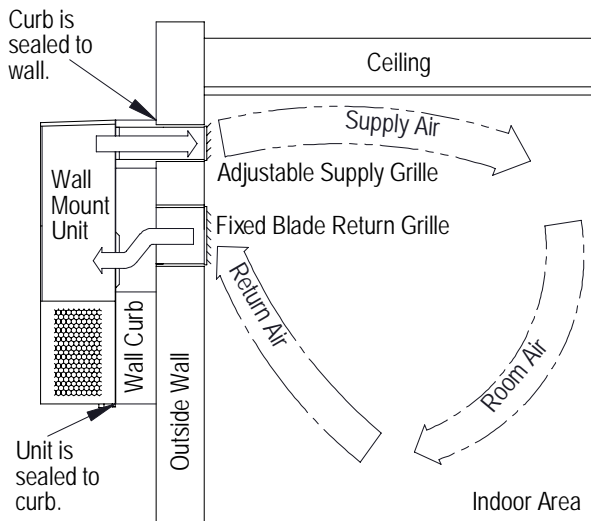 Curb is
sealed to
wall.
Ceiling
Supply Air
Adjustable Supply Grille
Wall
Mount
Unit
Fixed Blade Return Grille
Return Air
Room Air
Wall Curb
Outside Wall
Unit is
sealed to
curb.
Indoor Area